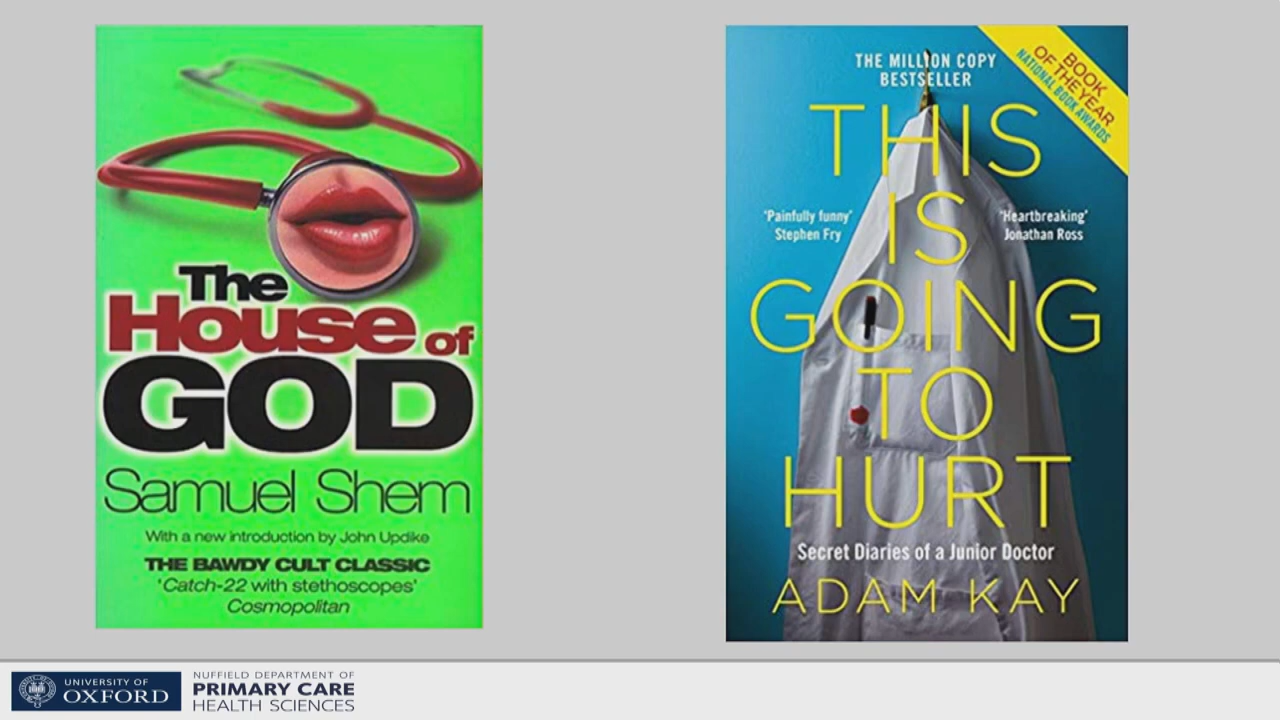 The
House of
GOD
Samuel Shem
With a new introduction by John Updike
THE BAWDY CULT CLASSIC
'Catch-22 with stethoscopes'
Cosmopolitan
THE MILLION COPY
BESTSELLER
BOOK
OF THE YEAR
NATIONAL BOOK AWARDS
THIS
IS
GOING
TO
HURT
'Painfully funny'
Stephen Fry
'Heartbreaking'
Jonathan Ross
Secret Diaries of a Junior Doctor
ADAM KAY
UNIVERSITY OF
OXFORD
NUFFIELD DEPARTMENT OF
PRIMARY CARE
HEALTH SCIENCES